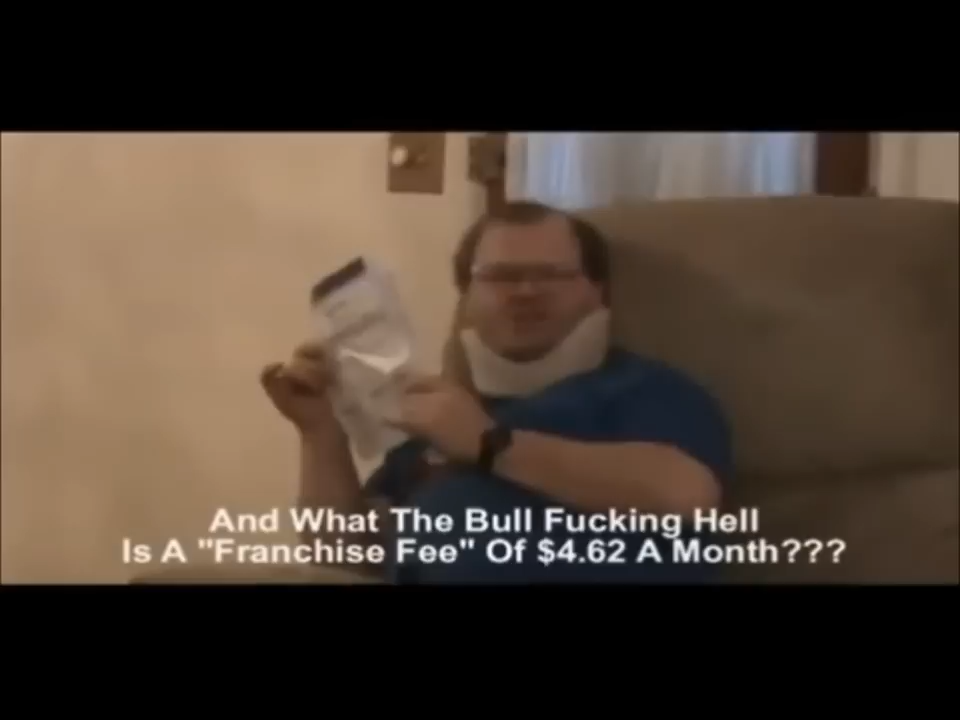 And What The Bull Fucking Hell
Is A "Franchise Fee" Of $4.62 A Month???